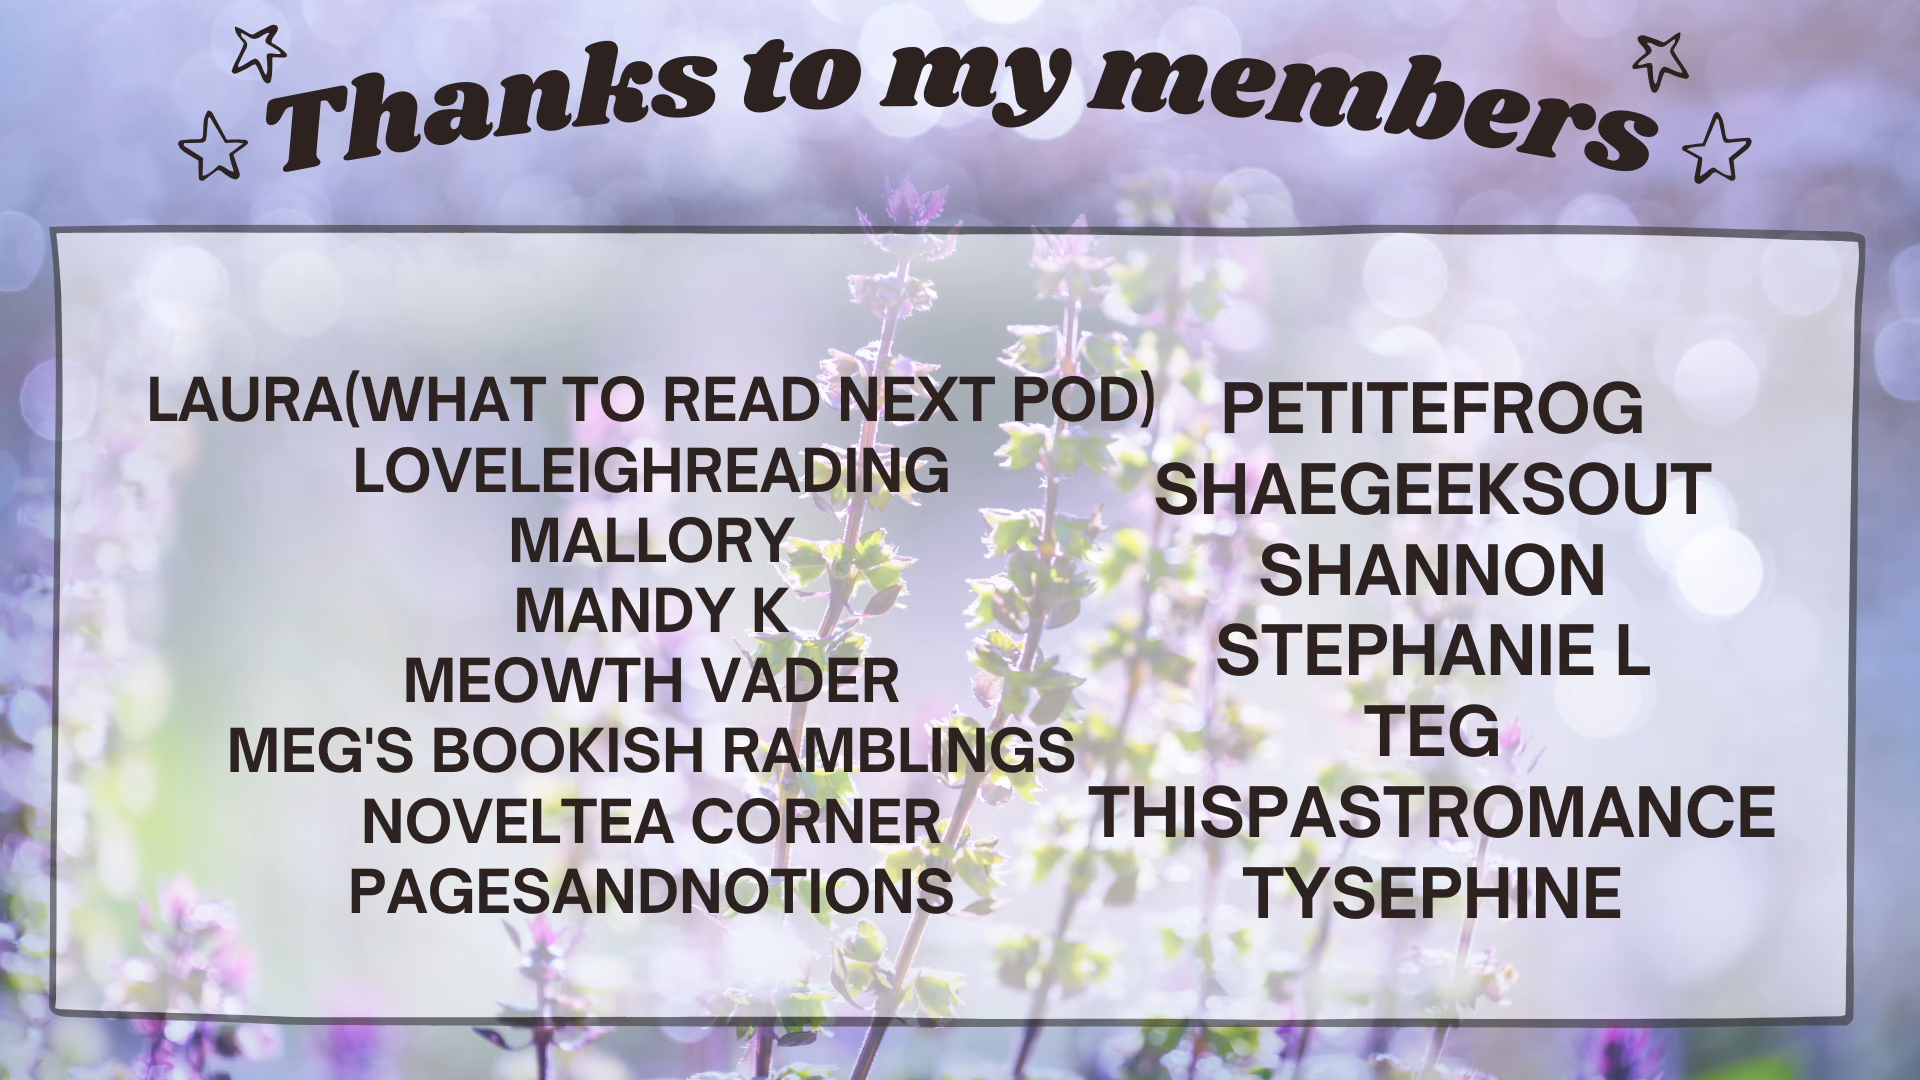 Thanks to my members
LAURA(WHAT TO READ NEXT POD)
LOVELEIGHREADING
MALLORY
MANDY K
MEOWTH VADER
MEG'S BOOKISH RAMBLINGS
NOVELTEA CORNER
PAGESANDNOTIONS
PETITEFROG
SHAEGEEKSOUT
SHANNON
STEPHANIE L
TEG
THISPASTROMANCE
TYSEPHINE